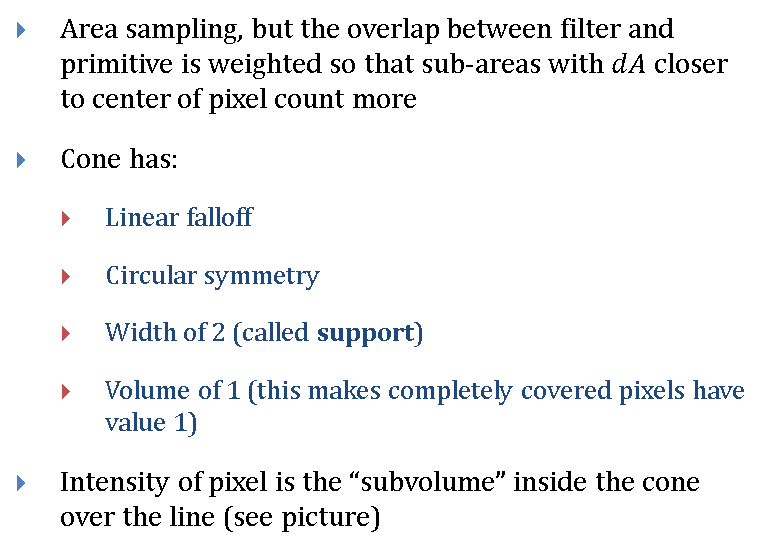 Area sampling, but the overlap between filter and
primitive is weighted so that sub-areas with dA closer
to center of pixel count more
Cone has:
Linear falloff
Circular symmetry
Width of 2 (called support)
Volume of 1 (this makes completely covered pixels have
value 1)
Intensity of pixel is the “subvolume” inside the cone
over the line (see picture)